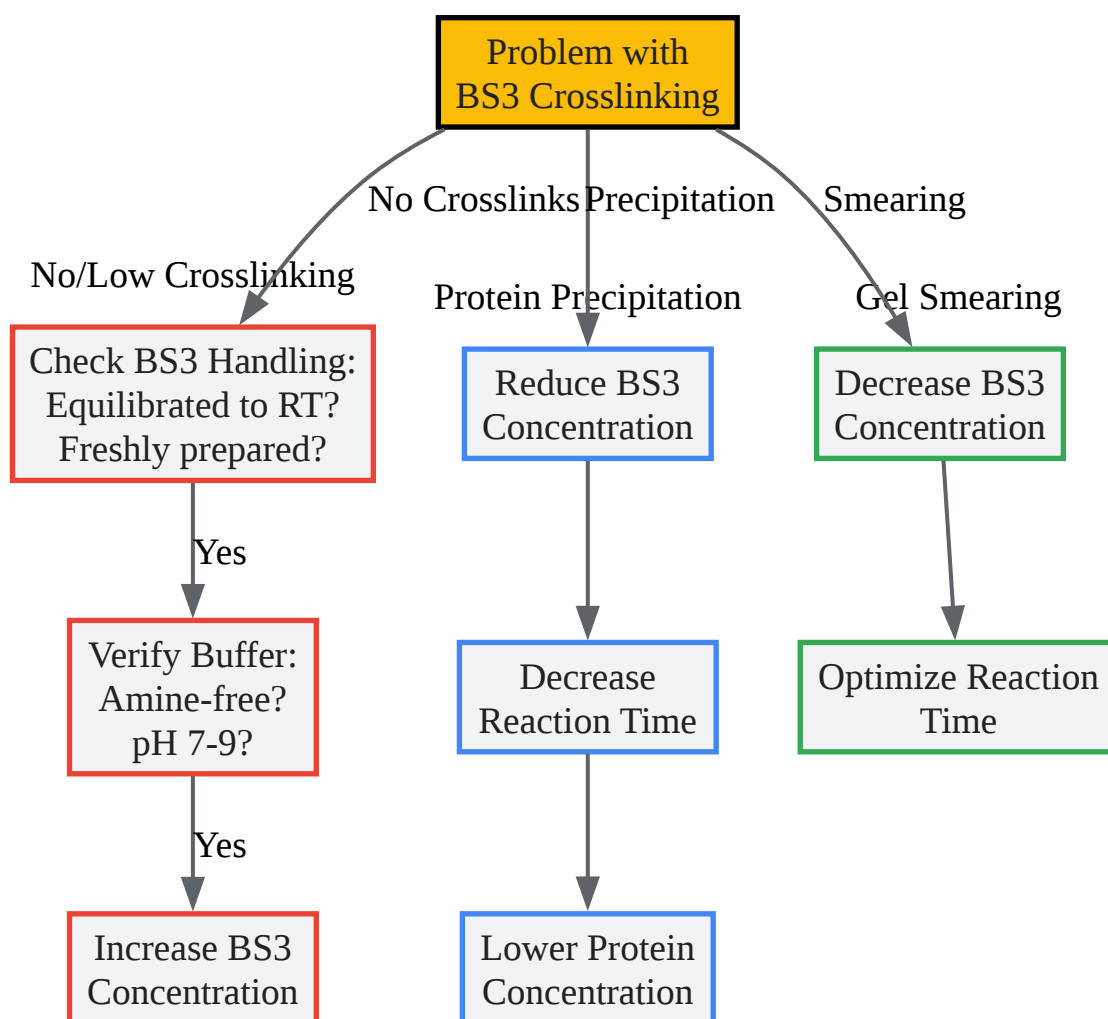 Problem with
BS3 Crosslinking
No Crosslinks
Precipitation
Smearing
No/Low Crosslinking
Protein Precipitation
Gel Smearing
Check BS3 Handling:
Equilibrated to RT?
Freshly prepared?
Reduce BS3
Concentration
Decrease BS3
Concentration
Yes
Verify Buffer:
Amine-free?
pH 7-9?
Decrease
Reaction Time
Optimize Reaction
Time
Yes
Increase BS3
Concentration
Lower Protein
Concentration